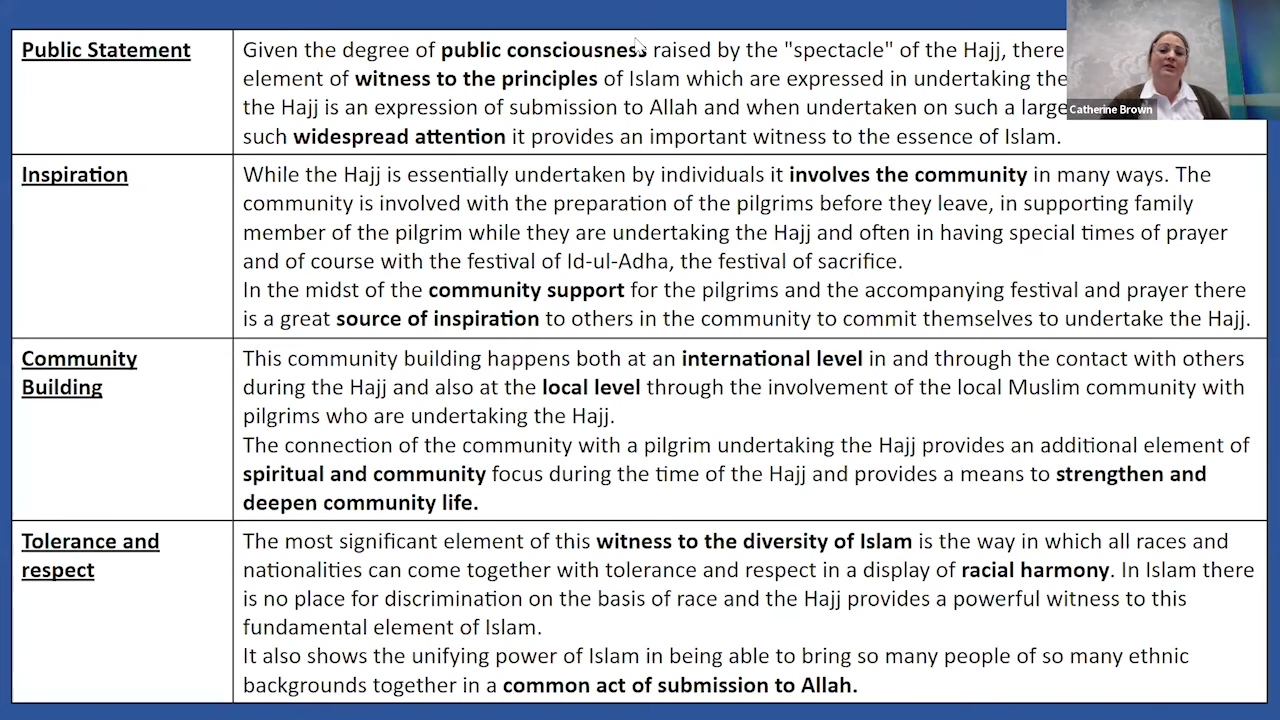 Public Statement
Given the degree of public consciousness raised by the "spectacle" of the Hajj, there
element of witness to the principles of Islam which are expressed in undertaking the
the Hajj is an expression of submission to Allah and when undertaken on such a large
such widespread attention it provides an important witness to the essence of Islam.
Catherine Brown
Inspiration
While the Hajj is essentially undertaken by individuals it involves the community in many ways. The
community is involved with the preparation of the pilgrims before they leave, in supporting family
member of the pilgrim while they are undertaking the Hajj and often in having special times of prayer
and of course with the festival of Id-ul-Adha, the festival of sacrifice.
In the midst of the community support for the pilgrims and the accompanying festival and prayer there
is a great source of inspiration to others in the community to commit themselves to undertake the Hajj.
Community
Building
This community building happens both at an international level in and through the contact with others
during the Hajj and also at the local level through the involvement of the local Muslim community with
pilgrims who are undertaking the Hajj.
The connection of the community with a pilgrim undertaking the Hajj provides an additional element of
spiritual and community focus during the time of the Hajj and provides a means to strengthen and
deepen community life.
Tolerance and
respect
The most significant element of this witness to the diversity of Islam is the way in which all races and
nationalities can come together with tolerance and respect in a display of racial harmony. In Islam there
is no place for discrimination on the basis of race and the Hajj provides a powerful witness to this
fundamental element of Islam.
It also shows the unifying power of Islam in being able to bring so many people of so many ethnic
backgrounds together in a common act of submission to Allah.